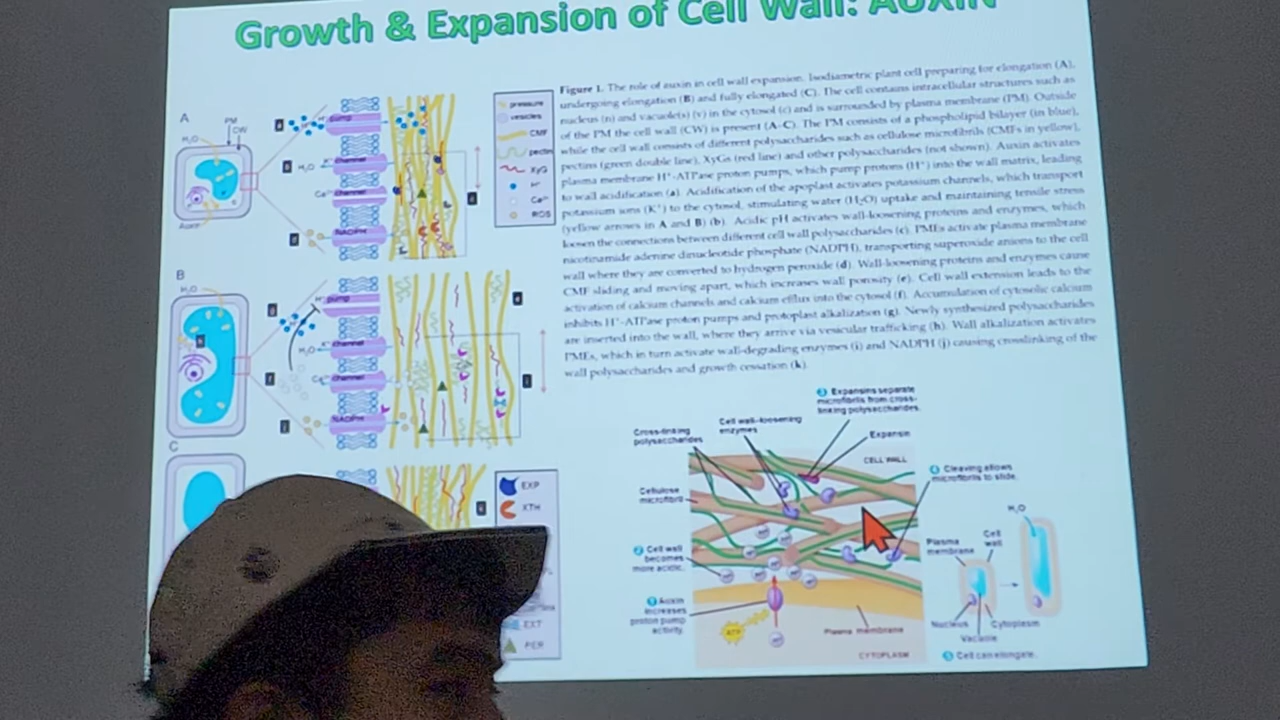 Growth & Expansion of Cell Wall: AUXIN
Figure 1. The role of auxin in cell wall expansion. Isodiametric plant cell preparing for elongation (A),
undergoing elongation (B) and fully elongated (C). The cell contains intracellular structures such as
nucleus (n) and vacuole(s) (v) in the cytosol (c) and is surrounded by plasma membrane (PM). Outside
of the PM the cell wall (CW) is present (A–C). The PM consists of a phospholipid bilayer (in blue),
while the cell wall consists of different polysaccharides such as cellulose microfibrils (CMFs in yellow),
pectins (green double line), XyGs (red line) and other polysaccharides (not shown). Auxin activates
plasma membrane H⁺-ATPase proton pumps, which pump protons (H⁺) into the wall matrix, leading
to wall acidification (a). Acidification of the apoplast activates potassium channels, which transport
potassium ions (K⁺) to the cytosol, stimulating water (H₂O) uptake and maintaining tensile stress
(yellow arrows in A and B) (b). Acidic pH activates wall-loosening proteins and enzymes, which
loosen the connections between different cell wall polysaccharides (c). PMEs activate plasma membrane
nicotinamide adenine dinucleotide phosphate (NADPH), transporting superoxide anions to the cell
wall where they are converted to hydrogen peroxide (d). Wall-loosening proteins and enzymes cause
CMF sliding and moving apart, which increases wall porosity (e). Cell wall extension leads to the
activation of calcium channels and calcium efflux into the cytosol (f). Accumulation of cytosolic calcium
inhibits H⁺-ATPase proton pumps and protoplast alkalization (g). Newly synthesized polysaccharides
are inserted into the wall, where they arrive via vesicular trafficking (h). Wall alkalization activates
PMEs, which in turn activate wall-degrading enzymes (i) and NADPH (j) causing crosslinking of the
wall polysaccharides and growth cessation (k).
A
H₂O
PM
CW
Auxin
H⁺ pump
H₂O
K⁺ channel
Ca²⁺ channel
NADPH
pressure
vesicles
CMF
pectin
XyG
H⁺
Ca²⁺
ROS
B
H₂O
H⁺ pump
H₂O
K⁺ channel
Ca²⁺ channel
NADPH
C
EXP
XTH
EXT
PER
3 Expansins separate
microfibrils from cross-
linking polysaccharides.
Cell wall–loosening
enzymes
Cross-linking
polysaccharides
Expansin
CELL WALL
4 Cleaving allows
microfibrils to slide.
Cellulose
microfibril
H₂O
Plasma
membrane
Cell
wall
2 Cell wall
becomes
more acidic.
1 Auxin
increases
proton pump
activity.
ATP
Plasma membrane
CYTOPLASM
Nucleus
Cytoplasm
Vacuole
5 Cell can elongate.